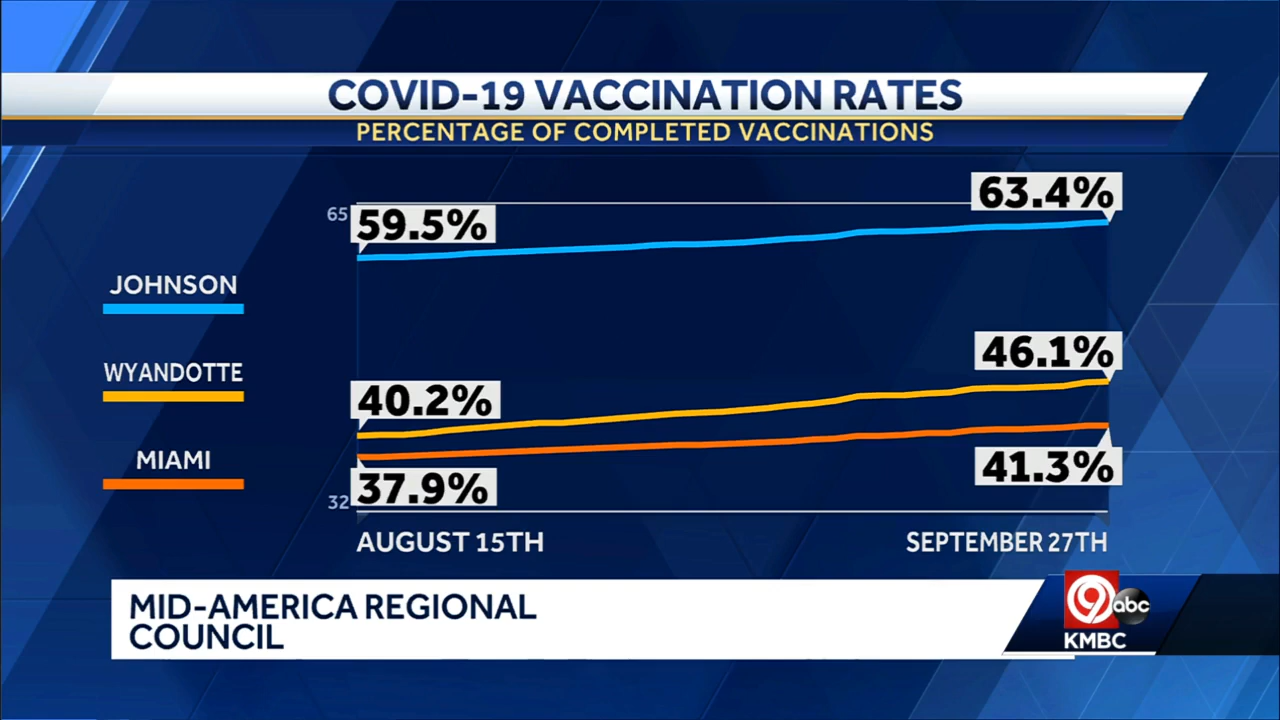 COVID-19 VACCINATION RATES
PERCENTAGE OF COMPLETED VACCINATIONS
65
59.5%
63.4%
JOHNSON
WYANDOTTE
40.2%
46.1%
MIAMI
32
37.9%
41.3%
AUGUST 15TH
SEPTEMBER 27TH
MID-AMERICA REGIONAL
COUNCIL
9
abc
KMBC